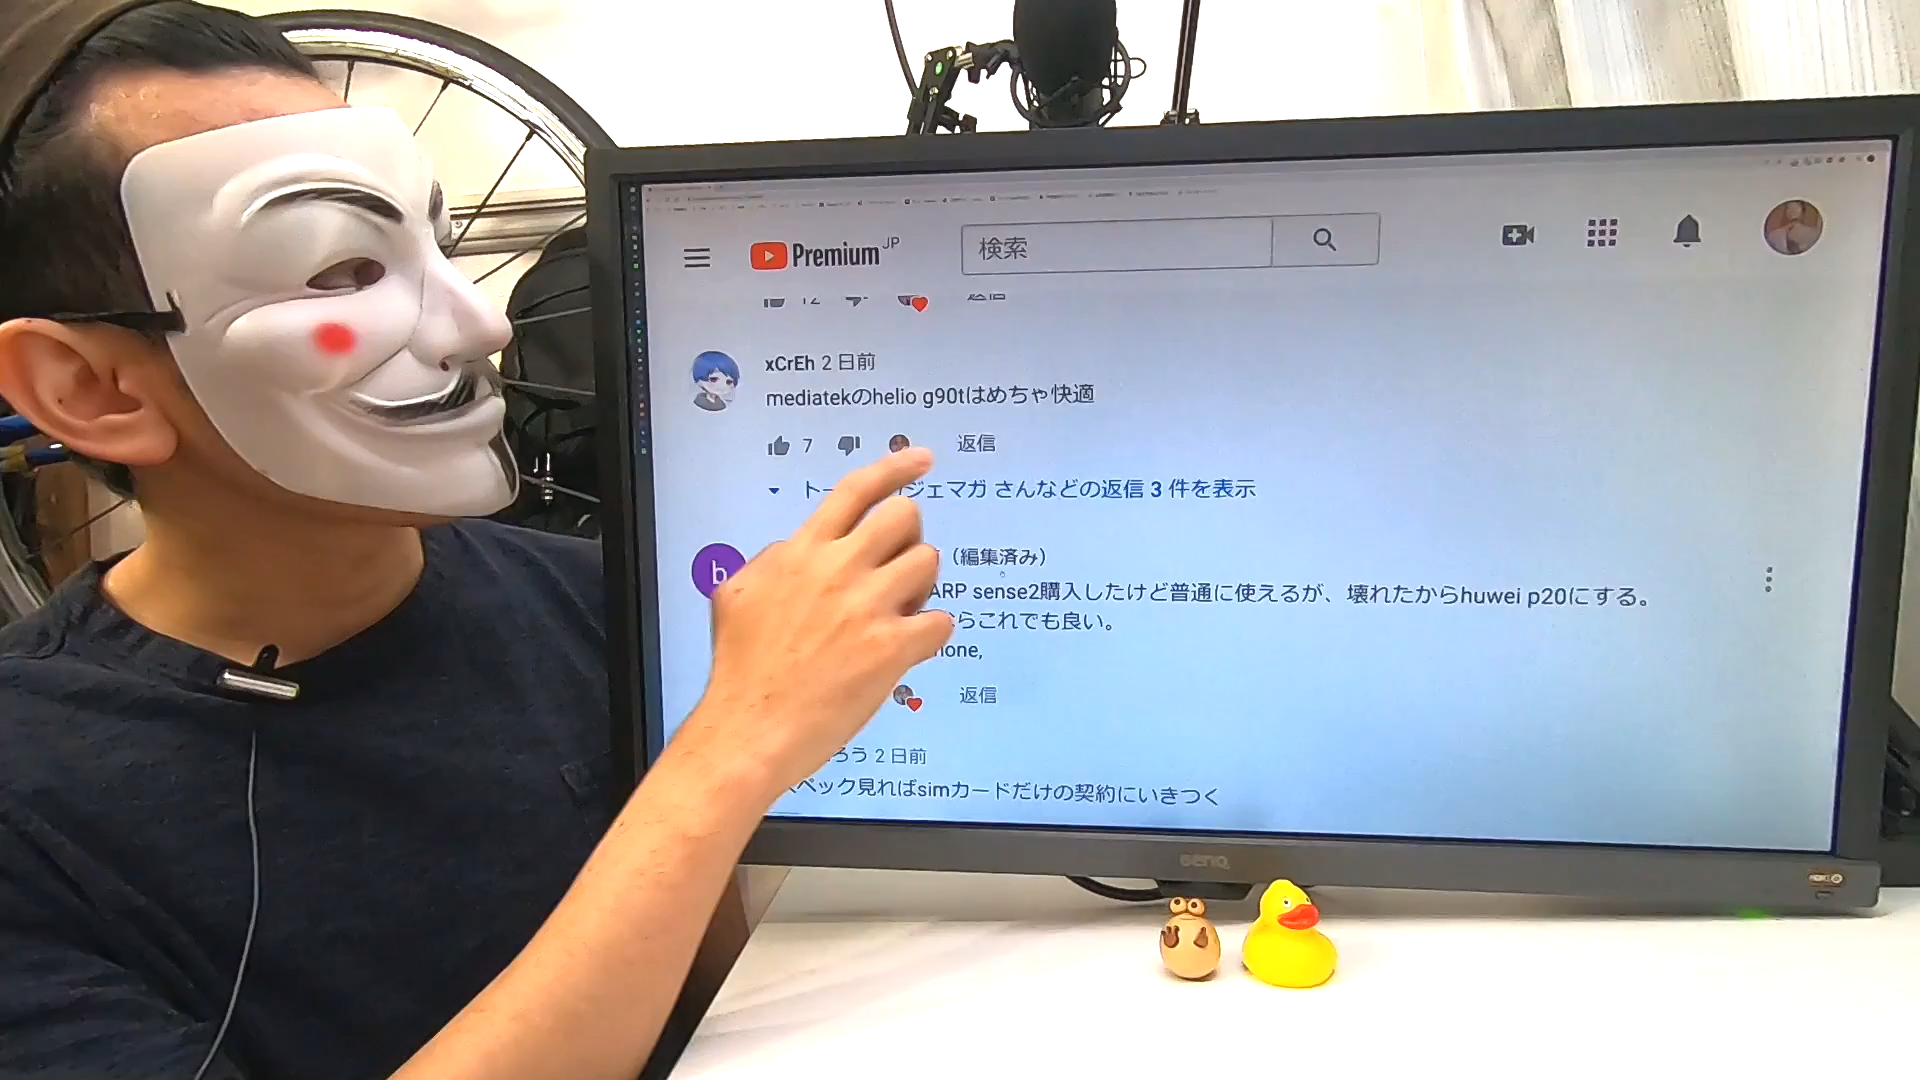 Premium JP
検索
12 返信
xCrEh 2 日前
mediatekのhelio g90tはめちゃ快適
7 返信
ジェマガ さんなどの返信 3 件を表示
b
（編集済み）
ARP sense2購入したけど普通に使えるが、壊れたからhuwei p20にする。
らこれでも良い。
hone,
返信
ろう 2 日前
スペック見ればsimカードだけの契約にいきつく
BenQ